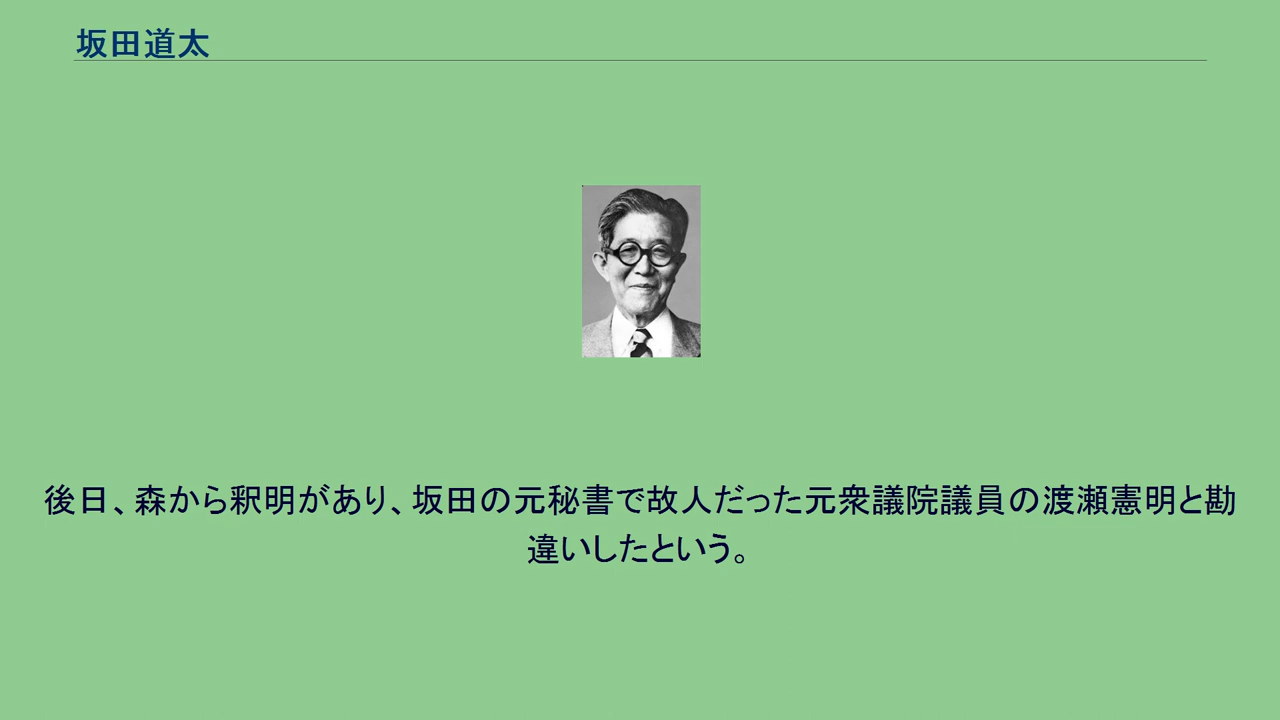 坂田道太
後日、森から釈明があり、坂田の元秘書で故人だった元衆議院議員の渡瀬憲明と勘
違いしたという。